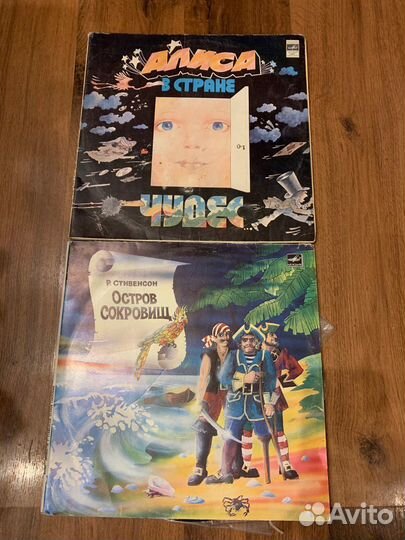 АЛИСА
В СТРАНЕ
ЧУДЕС
Р. СТИВЕНСОН
ОСТРОВ
СОКРОВИЩ
Avito